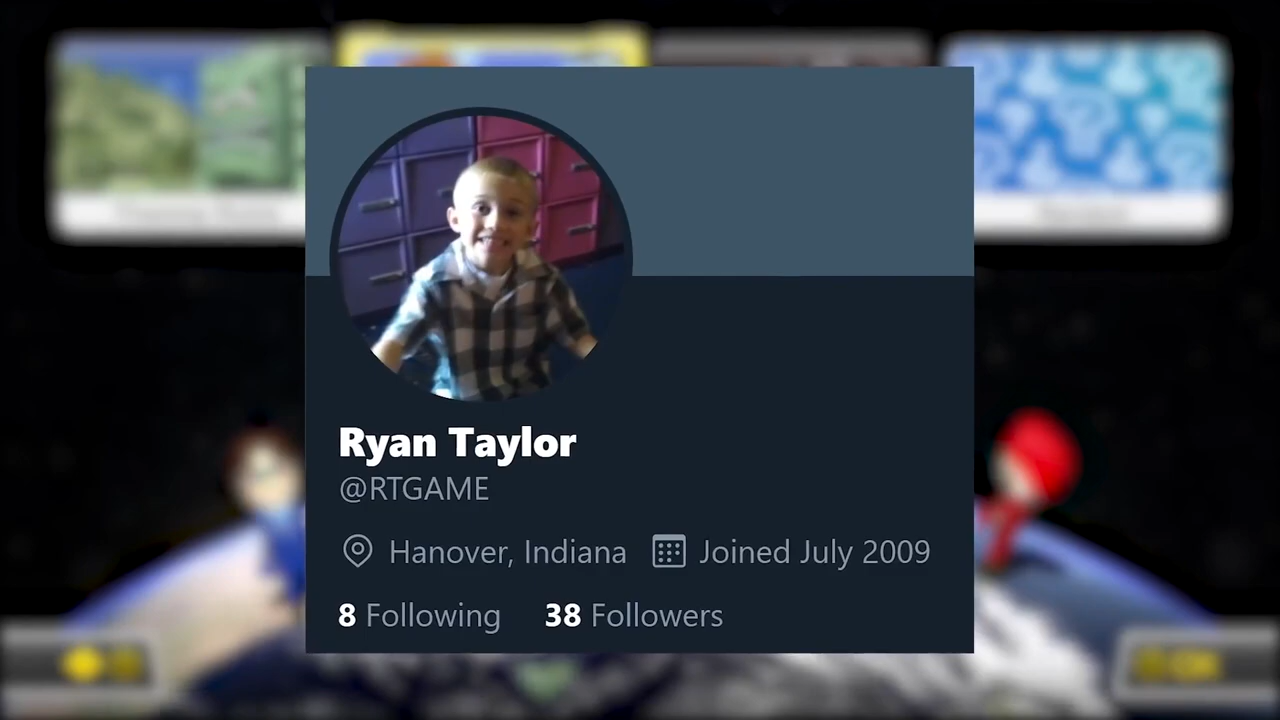 Ryan Taylor
@RTGAME
Hanover, Indiana Joined July 2009
8 Following 38 Followers